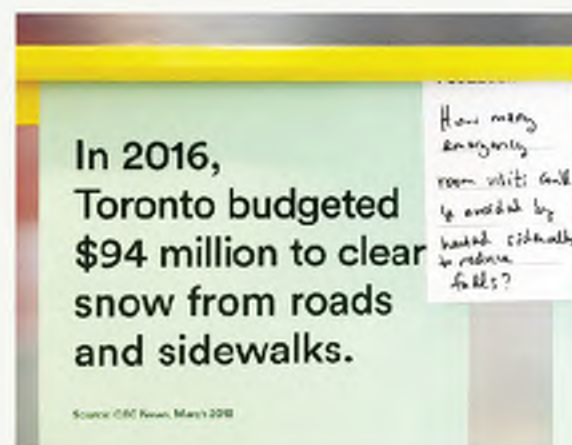 In 2016,
Toronto budgeted
$94 million to clear
snow from roads
and sidewalks.
Source: CBC News, March 2018
How many
emergency
room visits could
be avoided by
heated sidewalks
to reduce
falls?